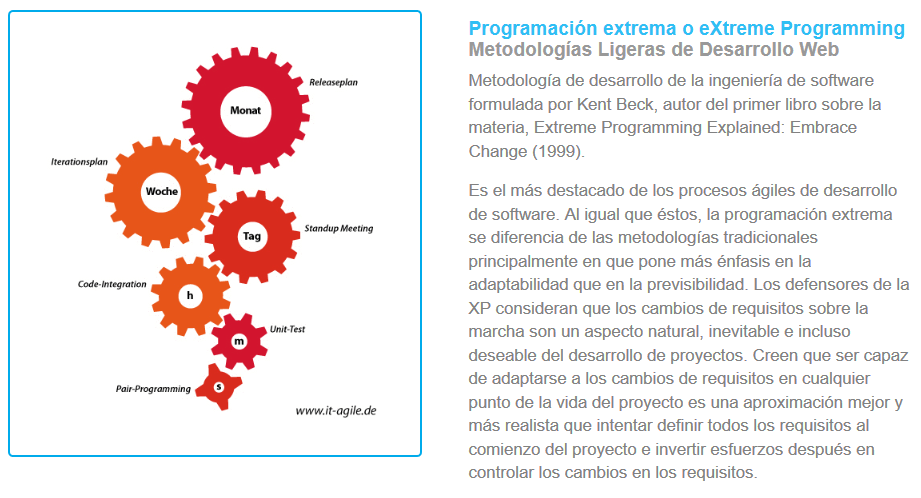 Releaseplan
Monat
Iterationsplan
Woche
Tag
Standup Meeting
Code-Integration
h
Unit-Test
m
Pair-Programming
s
www.it-agile.de
Programación extrema o eXtreme Programming
Metodologías Ligeras de Desarrollo Web
Metodología de desarrollo de la ingeniería de software
formulada por Kent Beck, autor del primer libro sobre la
materia, Extreme Programming Explained: Embrace
Change (1999).
Es el más destacado de los procesos ágiles de desarrollo
de software. Al igual que éstos, la programación extrema
se diferencia de las metodologías tradicionales
principalmente en que pone más énfasis en la
adaptabilidad que en la previsibilidad. Los defensores de la
XP consideran que los cambios de requisitos sobre la
marcha son un aspecto natural, inevitable e incluso
deseable del desarrollo de proyectos. Creen que ser capaz
de adaptarse a los cambios de requisitos en cualquier
punto de la vida del proyecto es una aproximación mejor y
más realista que intentar definir todos los requisitos al
comienzo del proyecto e invertir esfuerzos después en
controlar los cambios en los requisitos.